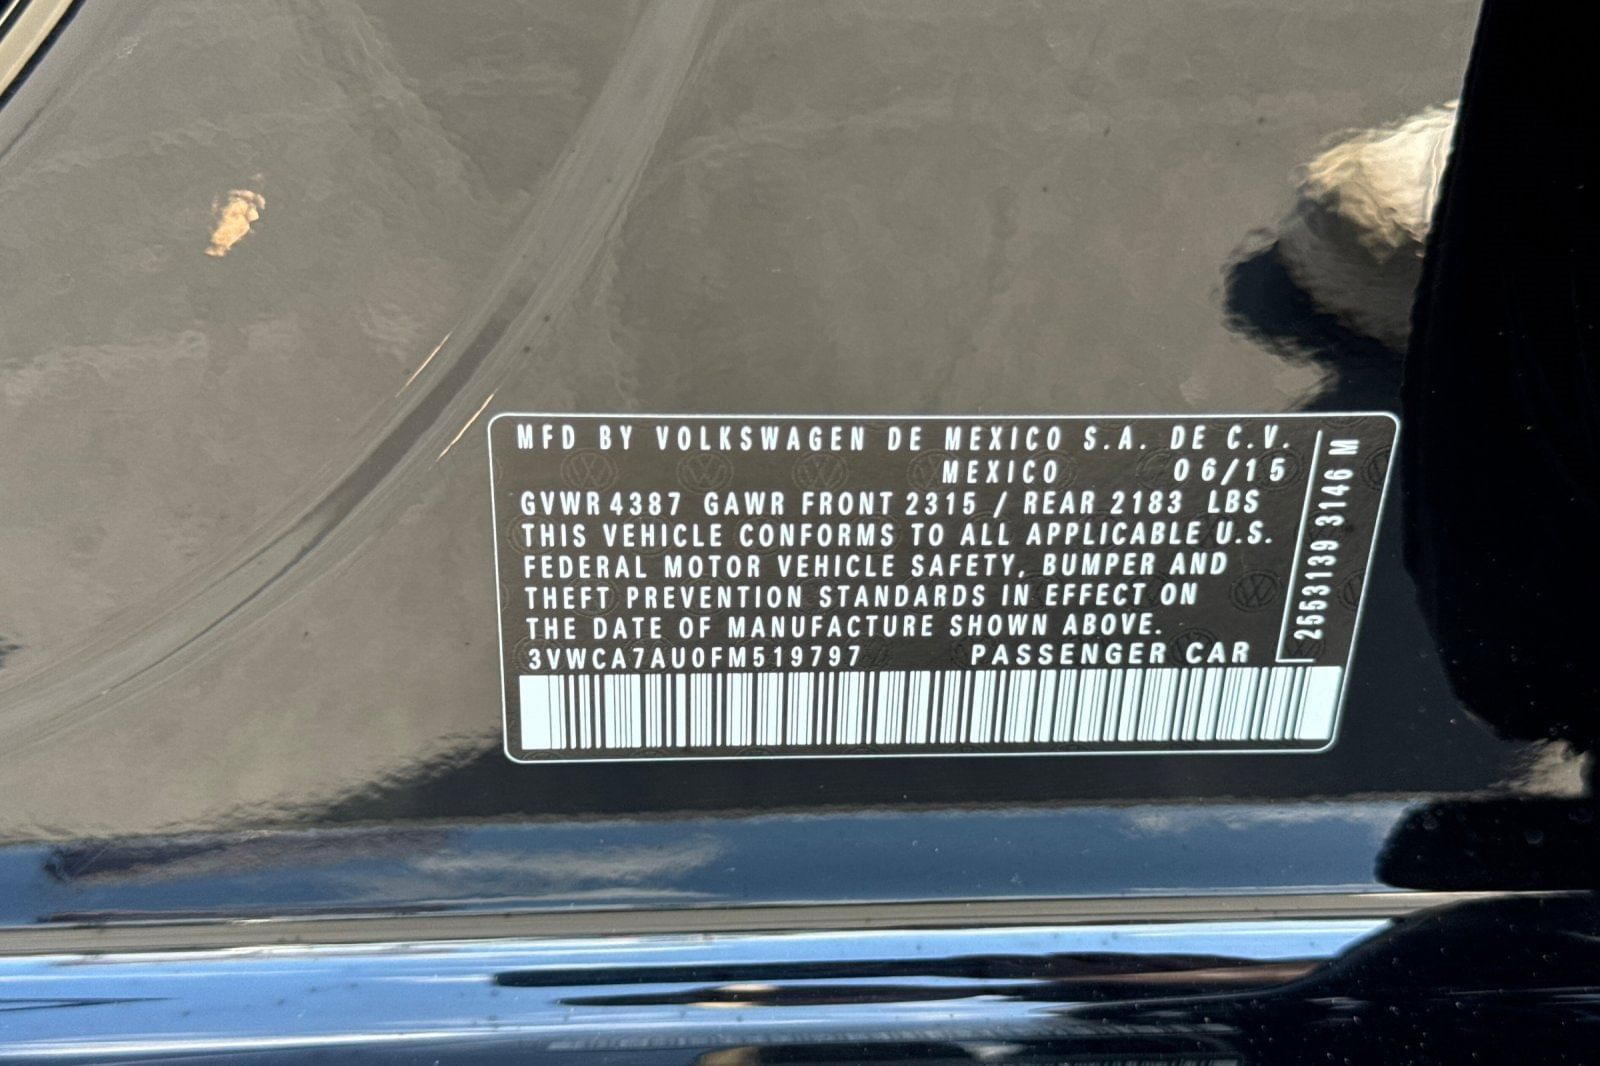 MFD BY VOLKSWAGEN DE MEXICO S.A. DE C.V.
MEXICO 06/15
GVWR 4387 GAWR FRONT 2315 / REAR 2183 LBS
THIS VEHICLE CONFORMS TO ALL APPLICABLE U.S.
FEDERAL MOTOR VEHICLE SAFETY, BUMPER AND
THEFT PREVENTION STANDARDS IN EFFECT ON
THE DATE OF MANUFACTURE SHOWN ABOVE.
3VWCA7AU0FM519797 PASSENGER CAR
2553139 3146 M